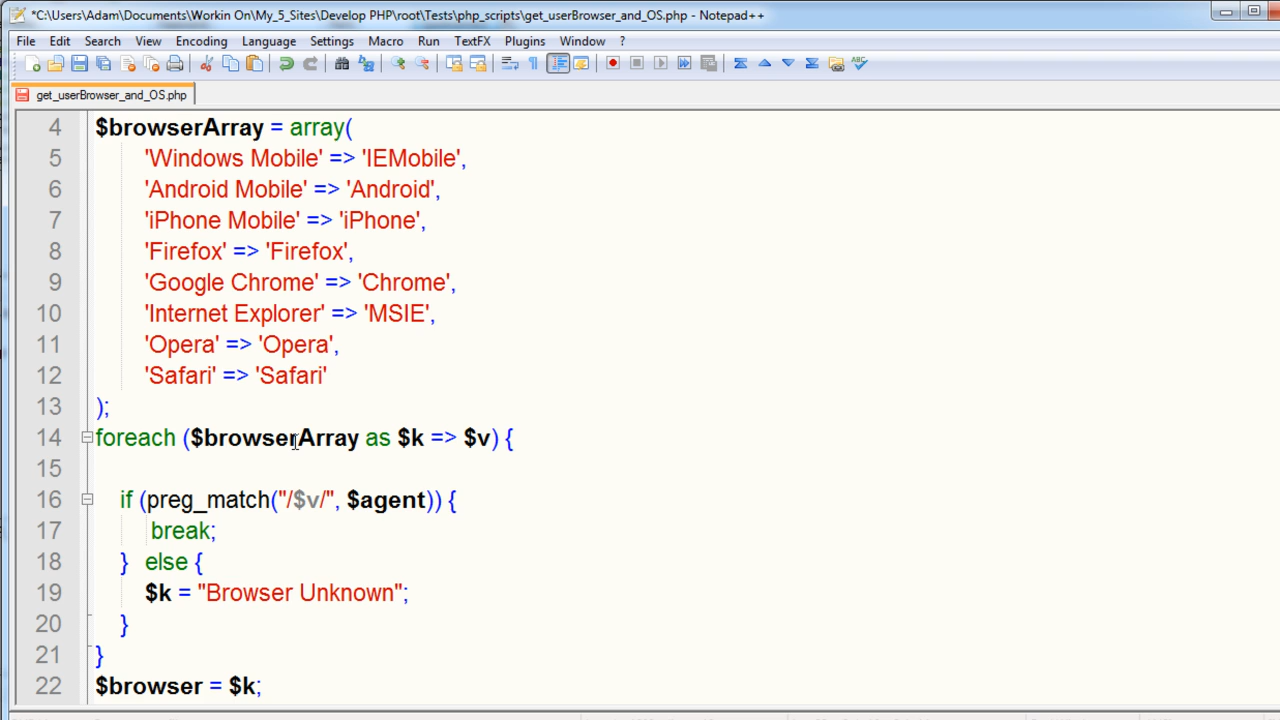 *C:\Users\Adam\Documents\Workin On\My_5_Sites\Develop PHP\root\Tests\php_scripts\get_userBrowser_and_OS.php - Notepad++
File Edit Search View Encoding Language Settings Macro Run TextFX Plugins Window ?
get_userBrowser_and_OS.php
4 $browserArray = array(
5 'Windows Mobile' => 'IEMobile',
6 'Android Mobile' => 'Android',
7 'iPhone Mobile' => 'iPhone',
8 'Firefox' => 'Firefox',
9 'Google Chrome' => 'Chrome',
10 'Internet Explorer' => 'MSIE',
11 'Opera' => 'Opera',
12 'Safari' => 'Safari'
13 );
14 foreach ($browserArray as $k => $v) {
15
16 if (preg_match("/$v/", $agent)) {
17 break;
18 } else {
19 $k = "Browser Unknown";
20 }
21 }
22 $browser = $k;